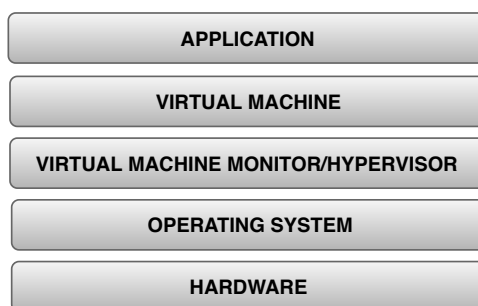 APPLICATION
VIRTUAL MACHINE
VIRTUAL MACHINE MONITOR/HYPERVISOR
OPERATING SYSTEM
HARDWARE